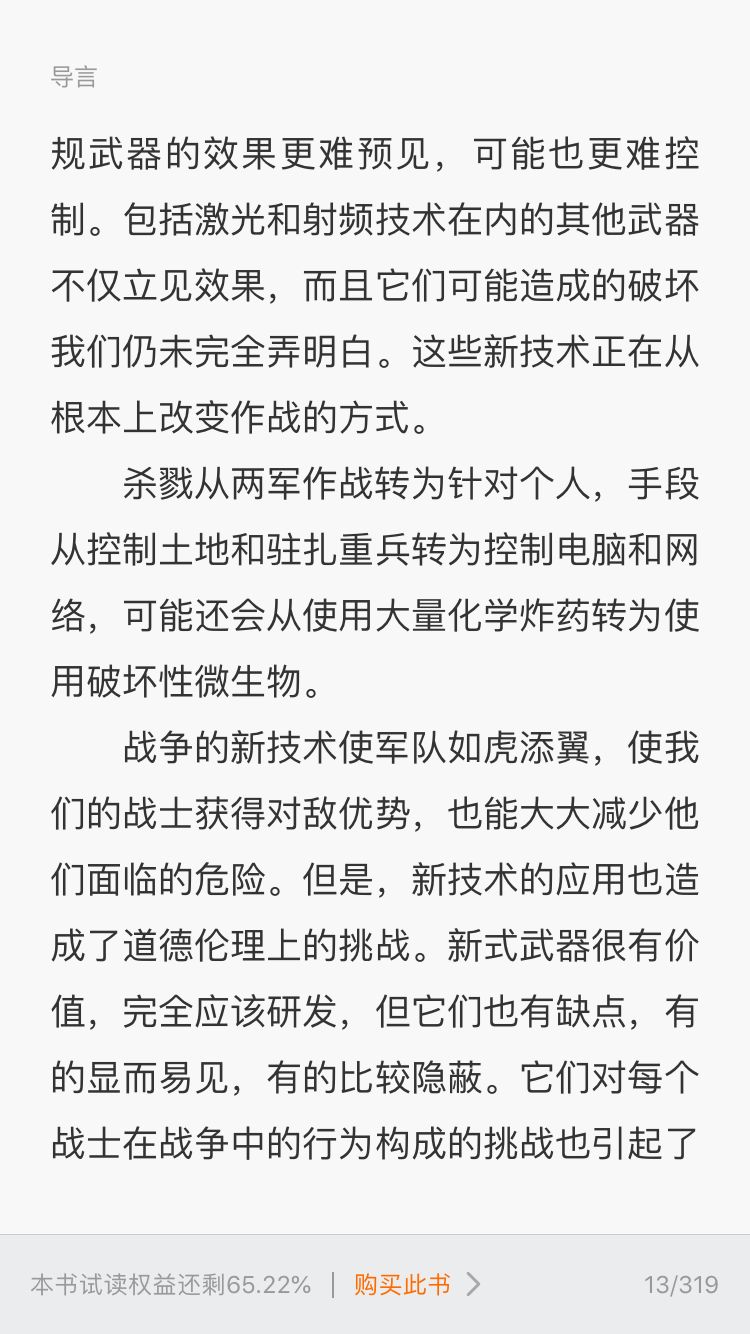 导言
规武器的效果更难预见，可能也更难控
制。包括激光和射频技术在内的其他武器
不仅立见效果，而且它们可能造成的破坏
我们仍未完全弄明白。这些新技术正在从
根本上改变作战的方式。
杀戮从两军作战转为针对个人，手段
从控制土地和驻扎重兵转为控制电脑和网
络，可能还会从使用大量化学炸药转为使
用破坏性微生物。
战争的新技术使军队如虎添翼，使我
们的战士获得对敌优势，也能大大减少他
们面临的危险。但是，新技术的应用也造
成了道德伦理上的挑战。新式武器很有价
值，完全应该研发，但它们也有缺点，有
的显而易见，有的比较隐蔽。它们对每个
战士在战争中的行为构成的挑战也引起了
本书试读权益还剩65.22% | 购买此书 > 13/319